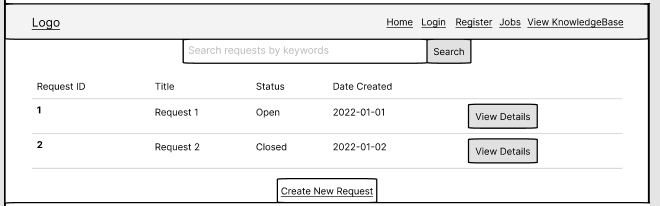 Logo Home Login Register Jobs View KnowledgeBase
Search requests by keywords Search
Request ID Title Status Date Created
1 Request 1 Open 2022-01-01 View Details
2 Request 2 Closed 2022-01-02 View Details
Create New Request